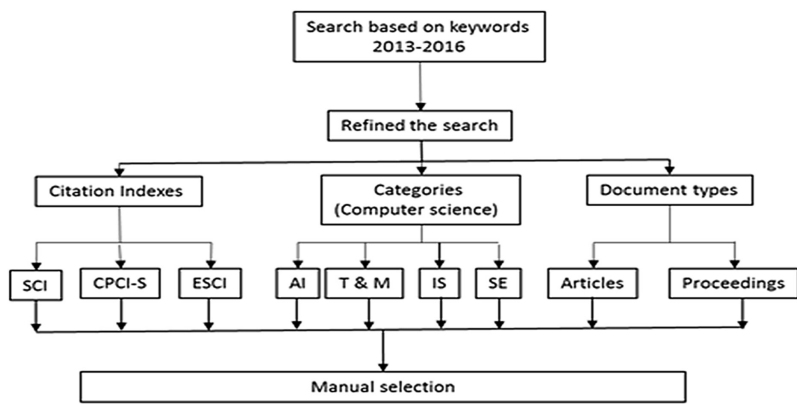 Search based on keywords
2013-2016
Refined the search
Citation Indexes
Categories
(Computer science)
Document types
SCI
CPCI-S
ESCI
AI
T & M
IS
SE
Articles
Proceedings
Manual selection